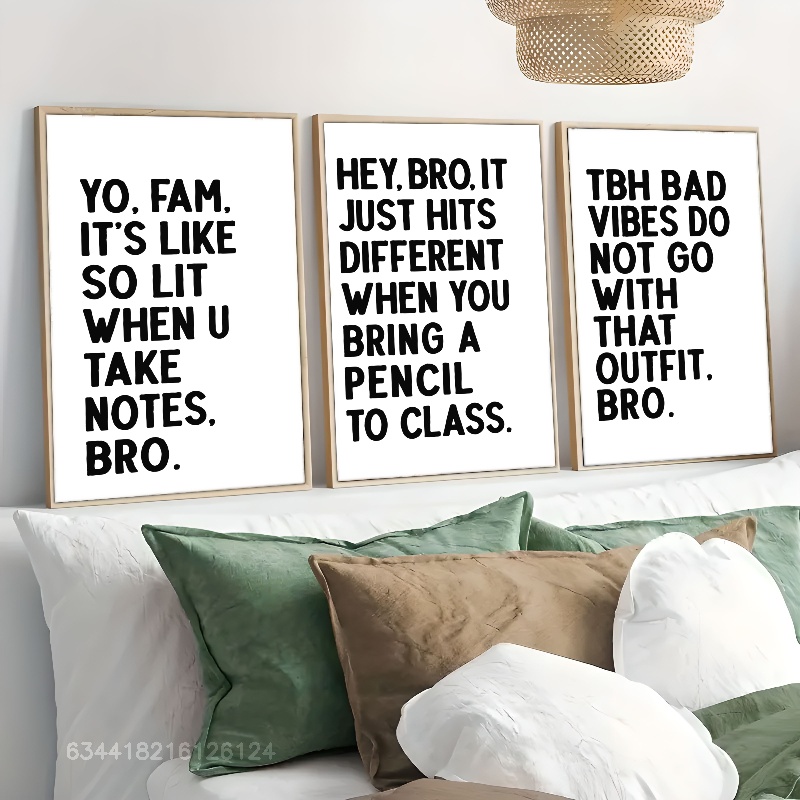 YO, FAM,
IT'S LIKE
SO LIT
WHEN U
TAKE
NOTES,
BRO.
HEY, BRO, IT
JUST HITS
DIFFERENT
WHEN YOU
BRING A
PENCIL
TO CLASS.
TBH BAD
VIBES DO
NOT GO
WITH
THAT
OUTFIT,
BRO.
634418216126124